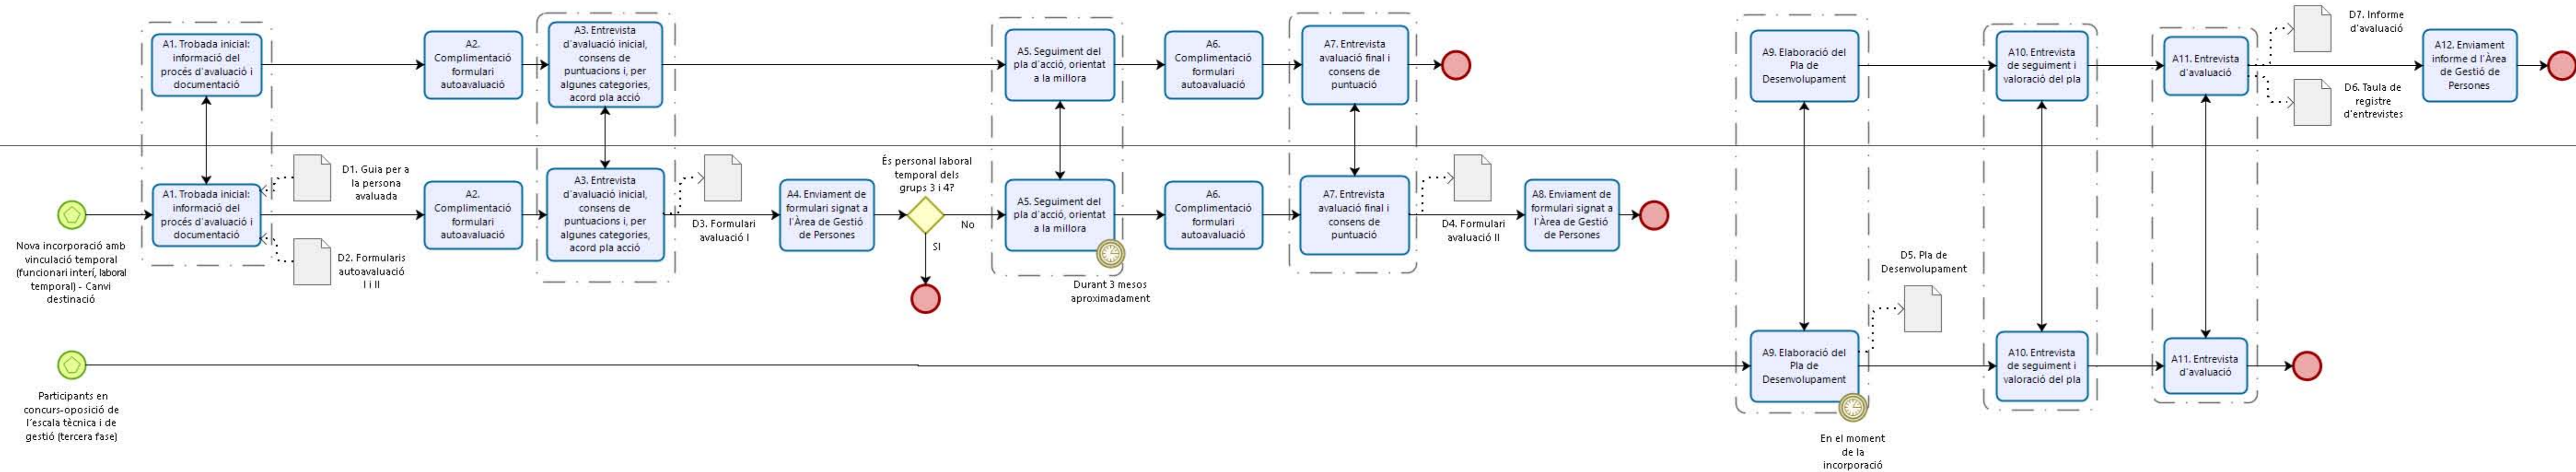 A1. Trobada inicial:
informació del
procés d'avaluació i
documentació
A2.
Complimentació
formulari
autoavaluació
A3. Entrevista
d'avaluació inicial,
consens de
puntuacions i, per
algunes categories,
acord pla acció
A5. Seguiment del
pla d'acció, orientat
a la millora
A6.
Complimentació
formulari
autoavaluació
A7. Entrevista
avaluació final i
consens de
puntuació
A9. Elaboració del
Pla de
Desenvolupament
A10. Entrevista
de seguiment i
valoració del pla
A11. Entrevista
d'avaluació
D7. Informe
d'avaluació
D6. Taula de
registre
d'entrevistes
A12. Enviament
informe d l'Àrea
de Gestió de
Persones
Nova incorporació amb
vinculació temporal
(funcionari interí, laboral
temporal) - Canvi
destinació
A1. Trobada inicial:
informació del
procés d'avaluació i
documentació
D1. Guia per a
la persona
avaluada
D2. Formularis
autoavaluació
I i II
A2.
Complimentació
formulari
autoavaluació
A3. Entrevista
d'avaluació inicial,
consens de
puntuacions i, per
algunes categories,
acord pla acció
D3. Formulari
avaluació I
A4. Enviament de
formulari signat a
l'Àrea de Gestió
de Persones
És personal laboral
temporal dels
grups 3 i 4?
No
SI
A5. Seguiment del
pla d'acció, orientat
a la millora
Durant 3 mesos
aproximadament
A6.
Complimentació
formulari
autoavaluació
A7. Entrevista
avaluació final i
consens de
puntuació
D4. Formulari
avaluació II
A8. Enviament de
formulari signat a
l'Àrea de Gestió
de Persones
Participants en
concurs-oposició de
l'escala tècnica i de
gestió (tercera fase)
A9. Elaboració del
Pla de
Desenvolupament
En el moment
de la
incorporació
D5. Pla de
Desenvolupament
A10. Entrevista
de seguiment i
valoració del pla
A11. Entrevista
d'avaluació